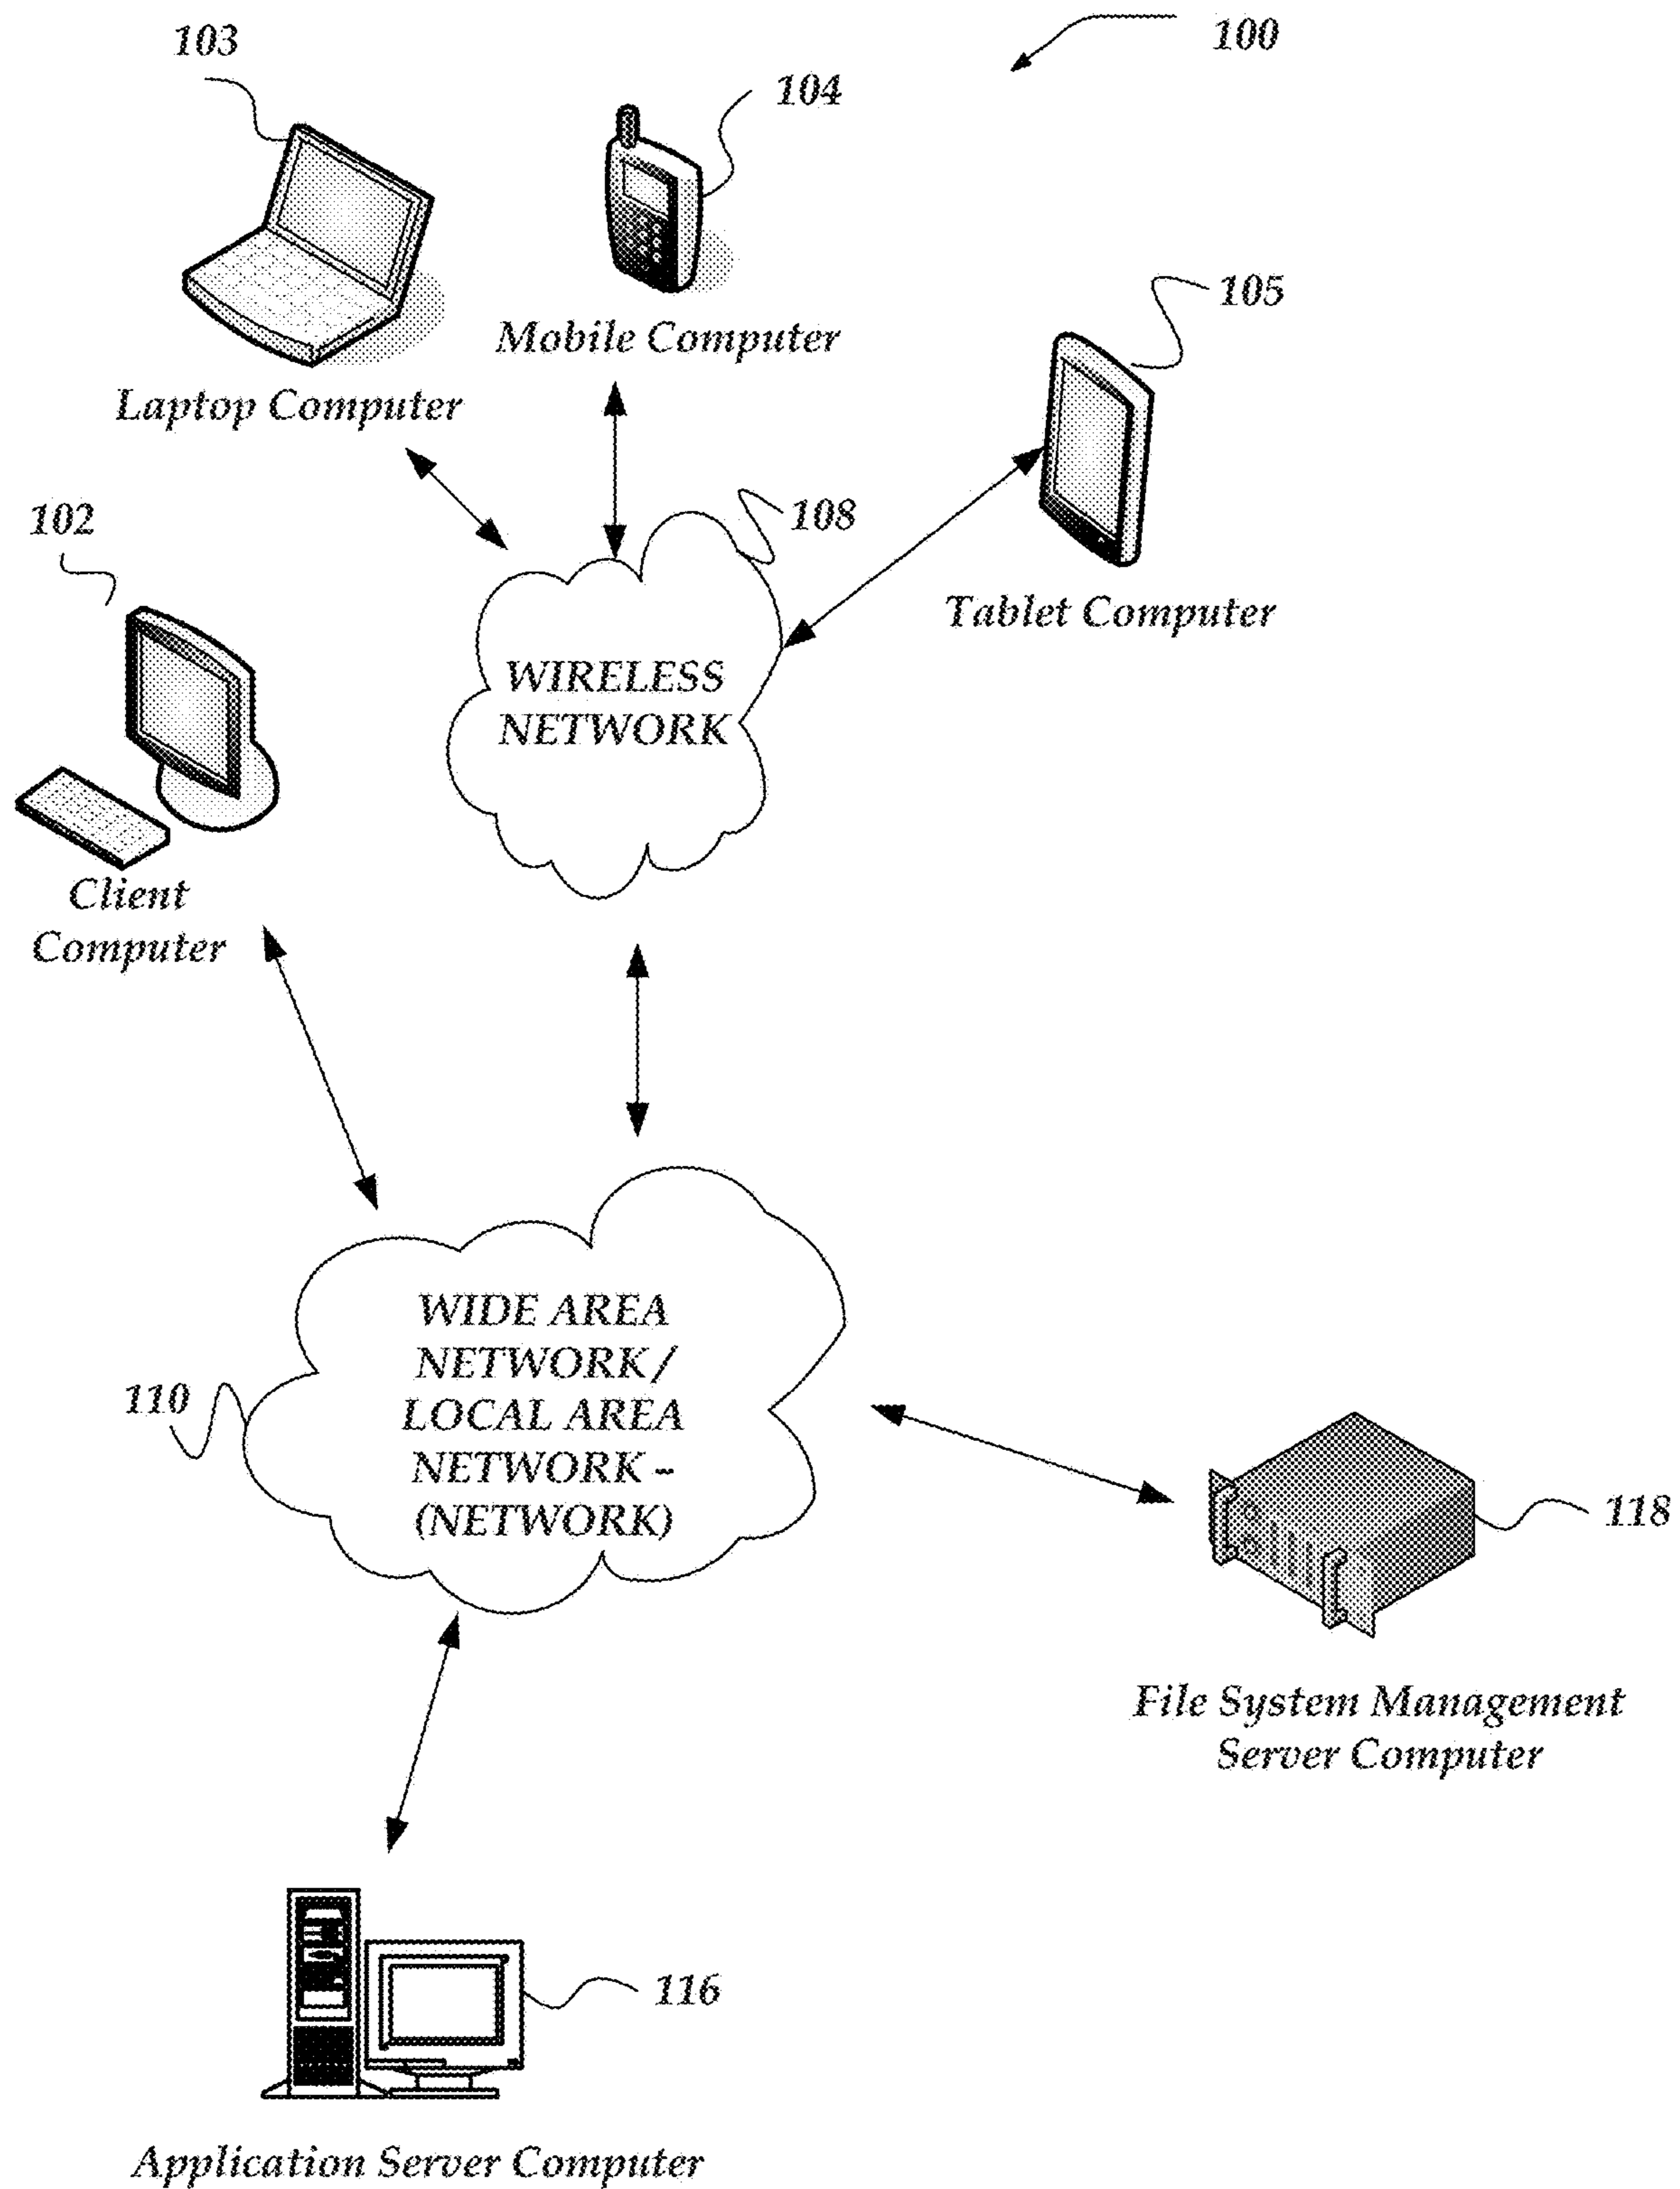 100
103
104
Mobile Computer
105
Laptop Computer
102
108
Tablet Computer
WIRELESS
NETWORK
Client
Computer
WIDE AREA
NETWORK /
LOCAL AREA
NETWORK –
(NETWORK)
110
118
File System Management
Server Computer
116
Application Server Computer